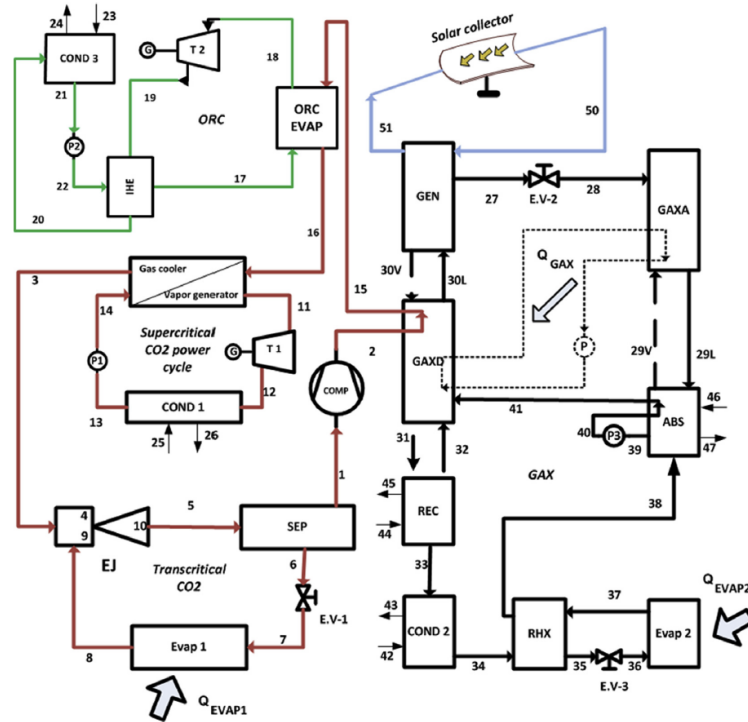 24
23
Solar collector
COND 3
G
T 2
18
21
19
ORC
ORC
EVAP
51
50
P2
GEN
22
IHE
17
27
E.V-2
28
GAXA
20
16
3
Gas cooler
Vapor generator
11
15
30V
30L
Q GAX
14
Supercritical
CO2 power
cycle
G
T 1
2
GAXD
P
P1
COMP
29V
29L
12
13
COND 1
41
46
25
26
40
P3
39
ABS
47
31
32
1
GAX
5
45
REC
38
4
9
10
SEP
44
EJ
6
33
Transcritical
CO2
E.V-1
43
37
Q EVAP2
COND 2
RHX
Evap 2
8
Evap 1
7
42
34
35
36
E.V-3
Q EVAP1